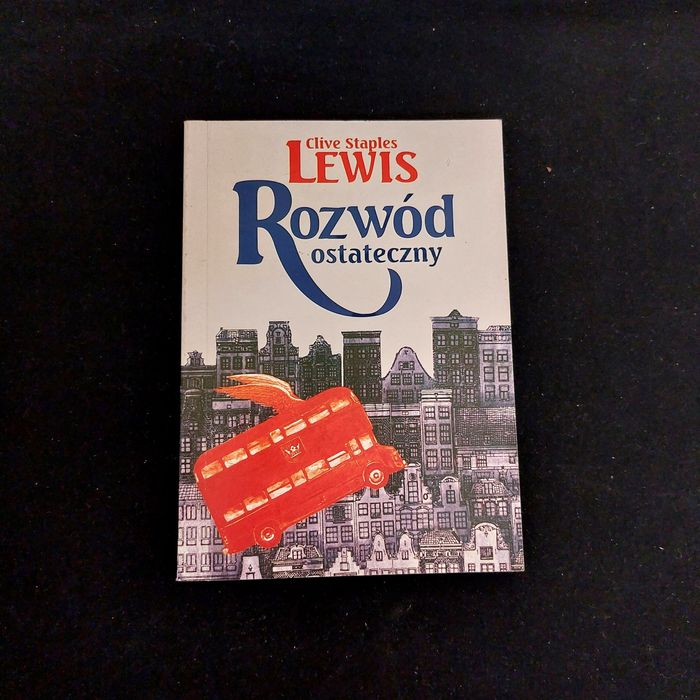 Clive Staples
LEWIS
Rozwód
ostateczny